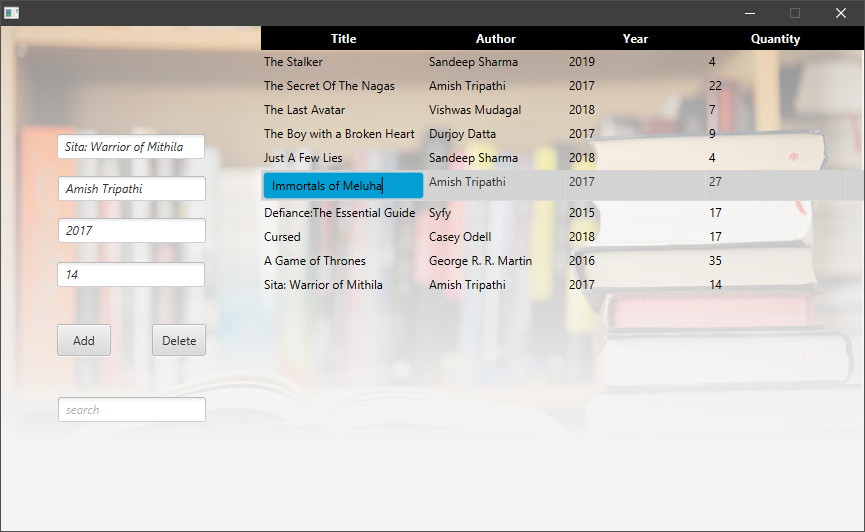 Title Author Year Quantity
The Stalker Sandeep Sharma 2019 4
The Secret Of The Nagas Amish Tripathi 2017 22
The Last Avatar Vishwas Mudagal 2018 7
The Boy with a Broken Heart Durjoy Datta 2017 9
Just A Few Lies Sandeep Sharma 2018 4
Immortals of Meluha Amish Tripathi 2017 27
Defiance:The Essential Guide Syfy 2015 17
Cursed Casey Odell 2018 17
A Game of Thrones George R. R. Martin 2016 35
Sita: Warrior of Mithila Amish Tripathi 2017 14
Sita: Warrior of Mithila
Amish Tripathi
2017
14
Add Delete
search